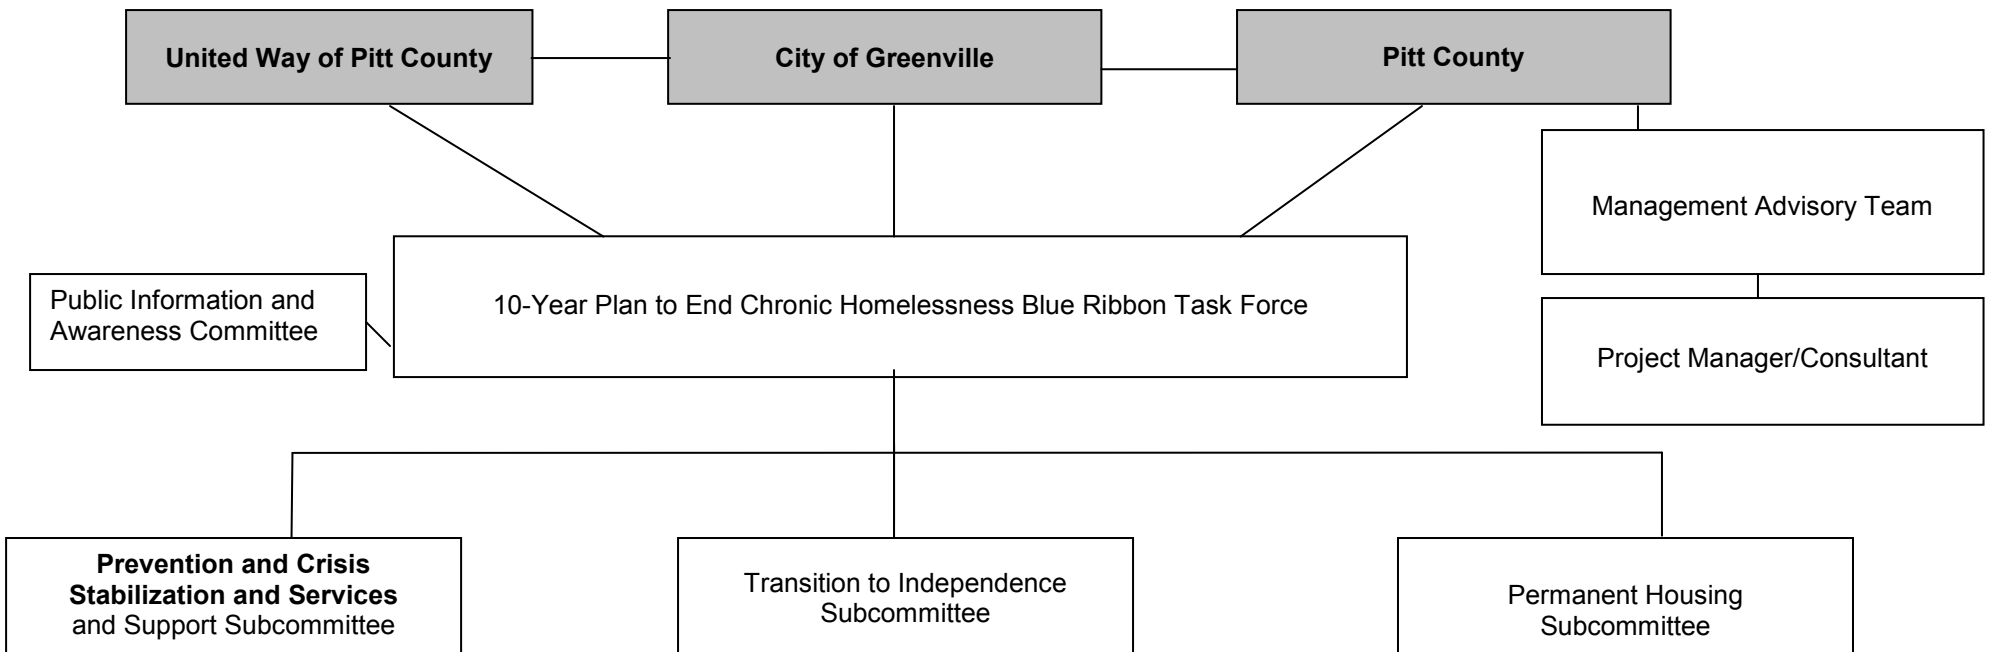 United Way of Pitt County
City of Greenville
Pitt County
Management Advisory Team
Public Information and
Awareness Committee
10-Year Plan to End Chronic Homelessness Blue Ribbon Task Force
Project Manager/Consultant
Prevention and Crisis
Stabilization and Services
and Support Subcommittee
Transition to Independence
Subcommittee
Permanent Housing
Subcommittee